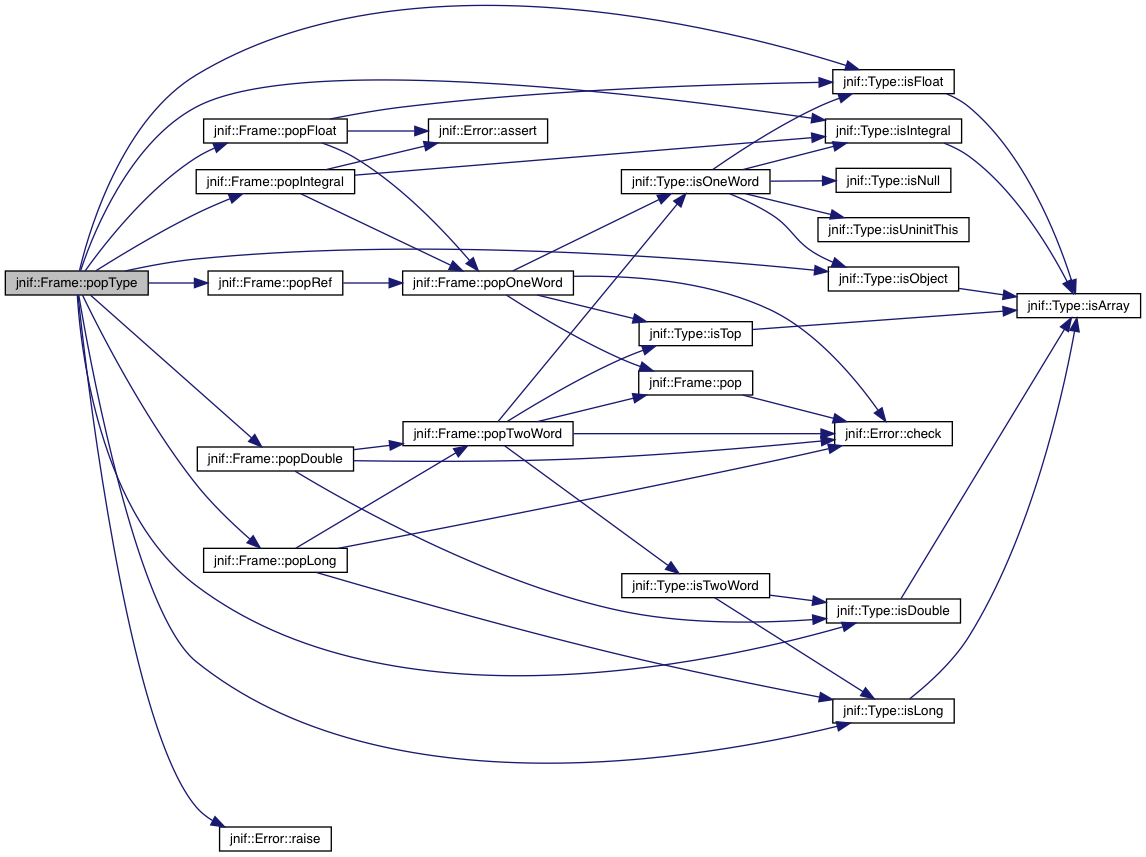 jnif::Frame::popType
jnif::Frame::popFloat
jnif::Frame::popIntegral
jnif::Frame::popRef
jnif::Frame::popDouble
jnif::Frame::popLong
jnif::Error::raise
jnif::Error::assert
jnif::Frame::popOneWord
jnif::Frame::popTwoWord
jnif::Type::isOneWord
jnif::Type::isTop
jnif::Frame::pop
jnif::Type::isTwoWord
jnif::Type::isFloat
jnif::Type::isIntegral
jnif::Type::isNull
jnif::Type::isUninitThis
jnif::Type::isObject
jnif::Error::check
jnif::Type::isDouble
jnif::Type::isLong
jnif::Type::isArray